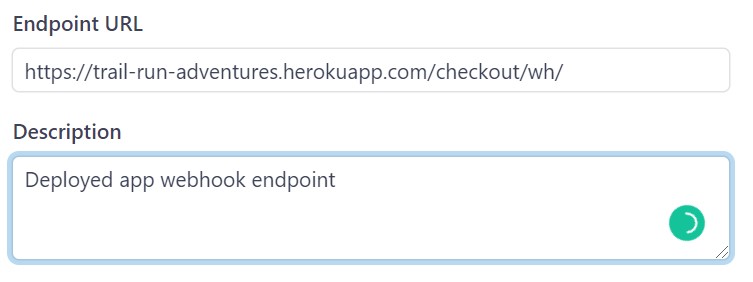 Endpoint URL
https://trail-run-adventures.herokuapp.com/checkout/wh/
Description
Deployed app webhook endpoint